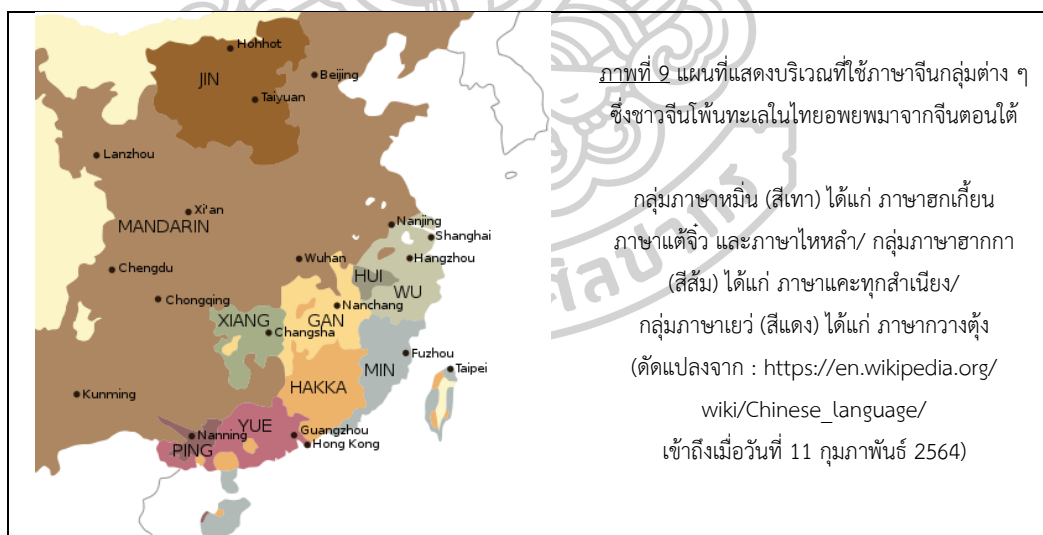 Hohhot
JIN
Beijing
Taiyuan
Lanzhou
Xi'an
MANDARIN
Nanjing
Shanghai
Chengdu
Wuhan
Hangzhou
HUI
WU
Chongqing
Nanchang
XIANG
GAN
Changsha
Fuzhou
MIN
Taipei
HAKKA
Kunming
YUE
Guangzhou
Nanning
Hong Kong
PING
ภาพที่ 9 แผนที่แสดงบริเวณที่ใช้ภาษาจีนกลุ่มต่าง ๆ
ซึ่งชาวจีนโพ้นทะเลในไทยอพยพมาจากจีนตอนใต้
กลุ่มภาษาหมิ่น (สีเทา) ได้แก่ ภาษาฮกเกี้ยน
ภาษาแต้จิ๋ว และภาษาไหหลำ/ กลุ่มภาษาฮากกา
(สีส้ม) ได้แก่ ภาษาแคะทุกสำเนียง/
กลุ่มภาษาเยว่ (สีแดง) ได้แก่ ภาษากวางตุ้ง
(ดัดแปลงจาก : https://en.wikipedia.org/
wiki/Chinese_language/
เข้าถึงเมื่อวันที่ 11 กุมภาพันธ์ 2564)